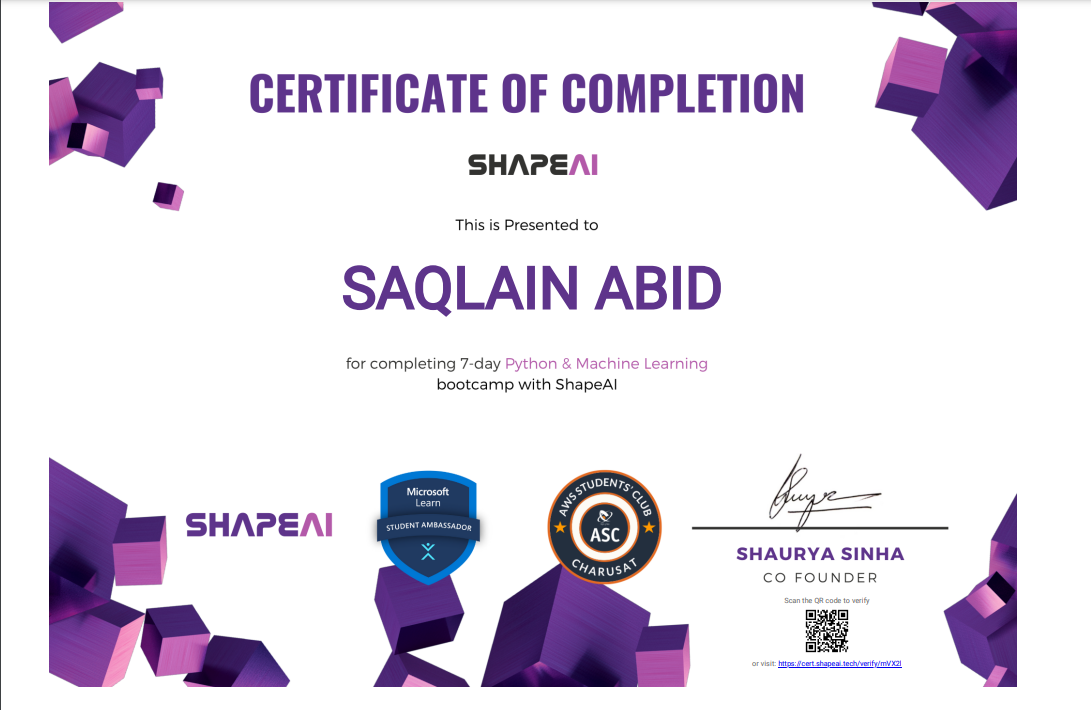 CERTIFICATE OF COMPLETION
SHAPEAI
This is Presented to
SAQLAIN ABID
for completing 7-day Python & Machine Learning
bootcamp with ShapeAI
SHAPEAI
Microsoft
Learn
STUDENT AMBASSADOR
AWS STUDENTS' CLUB
ASC
CHARUSAT
SHAURYA SINHA
CO FOUNDER
Scan the QR code to verify
or visit: https://cert.shapeai.tech/verify/mVX2l